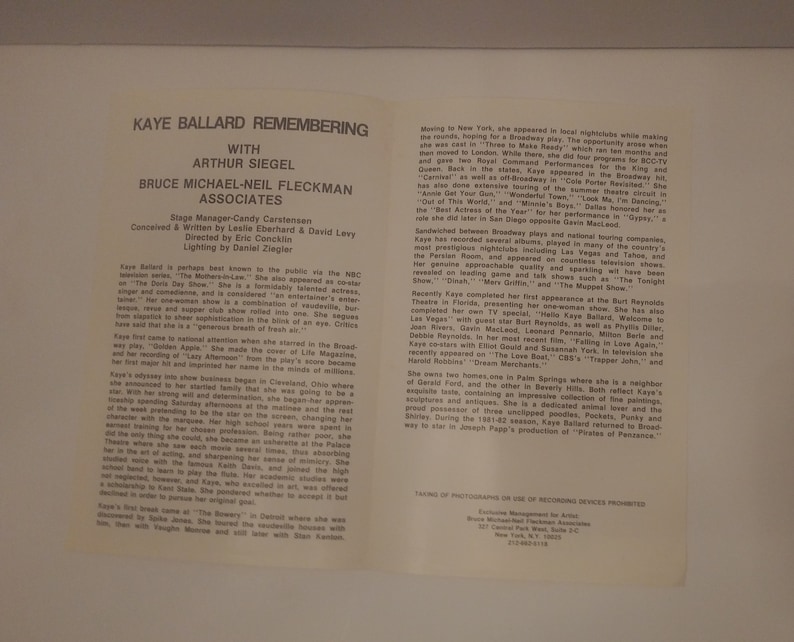 KAYE BALLARD REMEMBERING
WITH
ARTHUR SIEGEL
BRUCE MICHAEL-NEIL FLECKMAN
ASSOCIATES
Stage Manager-Candy Carstensen
Conceived & Written by Leslie Eberhard & David Levy
Directed by Eric Concklin
Lighting by Daniel Ziegler
Kaye Ballard is perhaps best known to the public via the NBC
television series, "The Mothers-in-Law." She also appeared as co-star
on "The Doris Day Show." She is a formidably talented actress,
singer and comedienne, and is considered "an entertainer's enter-
tainer." Her one-woman show is a combination of vaudeville, bur-
lesque, revue and supper club show rolled into one. She segues
from slapstick to sheer sophistication in the blink of an eye. Critics
have said that she is a "generous breath of fresh air."
Kaye first came to national attention when she starred in the Broad-
way play, "Golden Apple." She made the cover of Life Magazine,
and her recording of "Lazy Afternoon" from the play's score became
her first major hit and imprinted her name in the minds of millions.
Kaye's odyssey into show business began in Cleveland, Ohio where
she announced to her startled family that she was going to be a
star. With her strong will and determination, she began-her appren-
ticeship spending Saturday afternoons at the matinee and the rest
of the week pretending to be the star on the screen, changing her
character with the marquee. Her high school years were spent in
earnest training for her chosen profession. Being rather poor, she
did the only thing she could, she became an usherette at the Palace
Theatre where she saw each movie several times, thus absorbing
her in the art of acting, and sharpening her sense of mimicry. She
studied voice with the famous Keith Davis, and joined the high
school band to learn to play the flute. Her academic studies were
not neglected, however, and Kaye, who excelled in art, was offered
a scholarship to Kent State. She pondered whether to accept it but
declined in order to pursue her original goal.
Kaye's first break came at "The Bowery" in Detroit where she was
discovered by Spike Jones. She toured the vaudeville houses with
him, then with Vaughn Monroe and still later with Stan Kenton.
Moving to New York, she appeared in local nightclubs while making
the rounds, hoping for a Broadway play. The opportunity arose when
she was cast in "Three to Make Ready" which ran ten months and
then moved to London. While there, she did four programs for BCC-TV
and gave two Royal Command Performances for the King and
Queen. Back in the states, Kaye appeared in the Broadway hit,
"Carnival" as well as off-Broadway in "Cole Porter Revisited." She
has also done extensive touring of the summer theatre circuit in
"Annie Get Your Gun," "Wonderful Town," "Look Ma, I'm Dancing,"
"Out of This World," and "Minnie's Boys." Dallas honored her as
the "Best Actress of the Year" for her performance in "Gypsy," a
role she did later in San Diego opposite Gavin MacLeod.
Sandwiched between Broadway plays and national touring companies,
Kaye has recorded several albums, played in many of the country's
most prestigious nightclubs including Las Vegas and Tahoe, and
the Persian Room, and appeared on countless television shows.
Her genuine approachable quality and sparkling wit have been
revealed on leading game and talk shows such as "The Tonight
Show," "Dinah," "Merv Griffin," and "The Muppet Show."
Recently Kaye completed her first appearance at the Burt Reynolds
Theatre in Florida, presenting her one-woman show. She has also
completed her own TV special, "Hello Kaye Ballard, Welcome to
Las Vegas" with guest star Burt Reynolds, as well as Phyllis Diller,
Joan Rivers, Gavin MacLeod, Leonard Pennario, Milton Berle and
Debbie Reynolds. In her most recent film, "Falling in Love Again,"
Kaye co-stars with Elliot Gould and Susannah York. In television she
recently appeared on "The Love Boat," CBS's "Trapper John," and
Harold Robbins' "Dream Merchants."
She owns two homes,one in Palm Springs where she is a neighbor
of Gerald Ford, and the other in Beverly Hills. Both reflect Kaye's
exquisite taste, containing an impressive collection of fine paintings,
sculptures and antiques. She is a dedicated animal lover and the
proud possessor of three unclipped poodles, Pockets, Punky and
Shirley. During the 1981-82 season, Kaye Ballard returned to Broad-
way to star in Joseph Papp's production of "Pirates of Penzance."
TAKING OF PHOTOGRAPHS OR USE OF RECORDING DEVICES PROHIBITED
Exclusive Management for Artist:
Bruce Michael-Neil Fleckman Associates
327 Central Park West, Suite 2-C
New York, N.Y. 10025